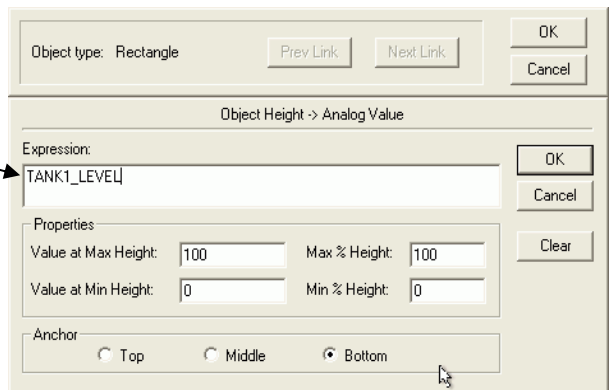 Object type: Rectangle
Prev Link
Next Link
OK
Cancel
Object Height -> Analog Value
Expression:
TANK1_LEVEL
OK
Cancel
Clear
Properties
Value at Max Height: 100 Max % Height: 100
Value at Min Height: 0 Min % Height: 0
Anchor
Top Middle Bottom